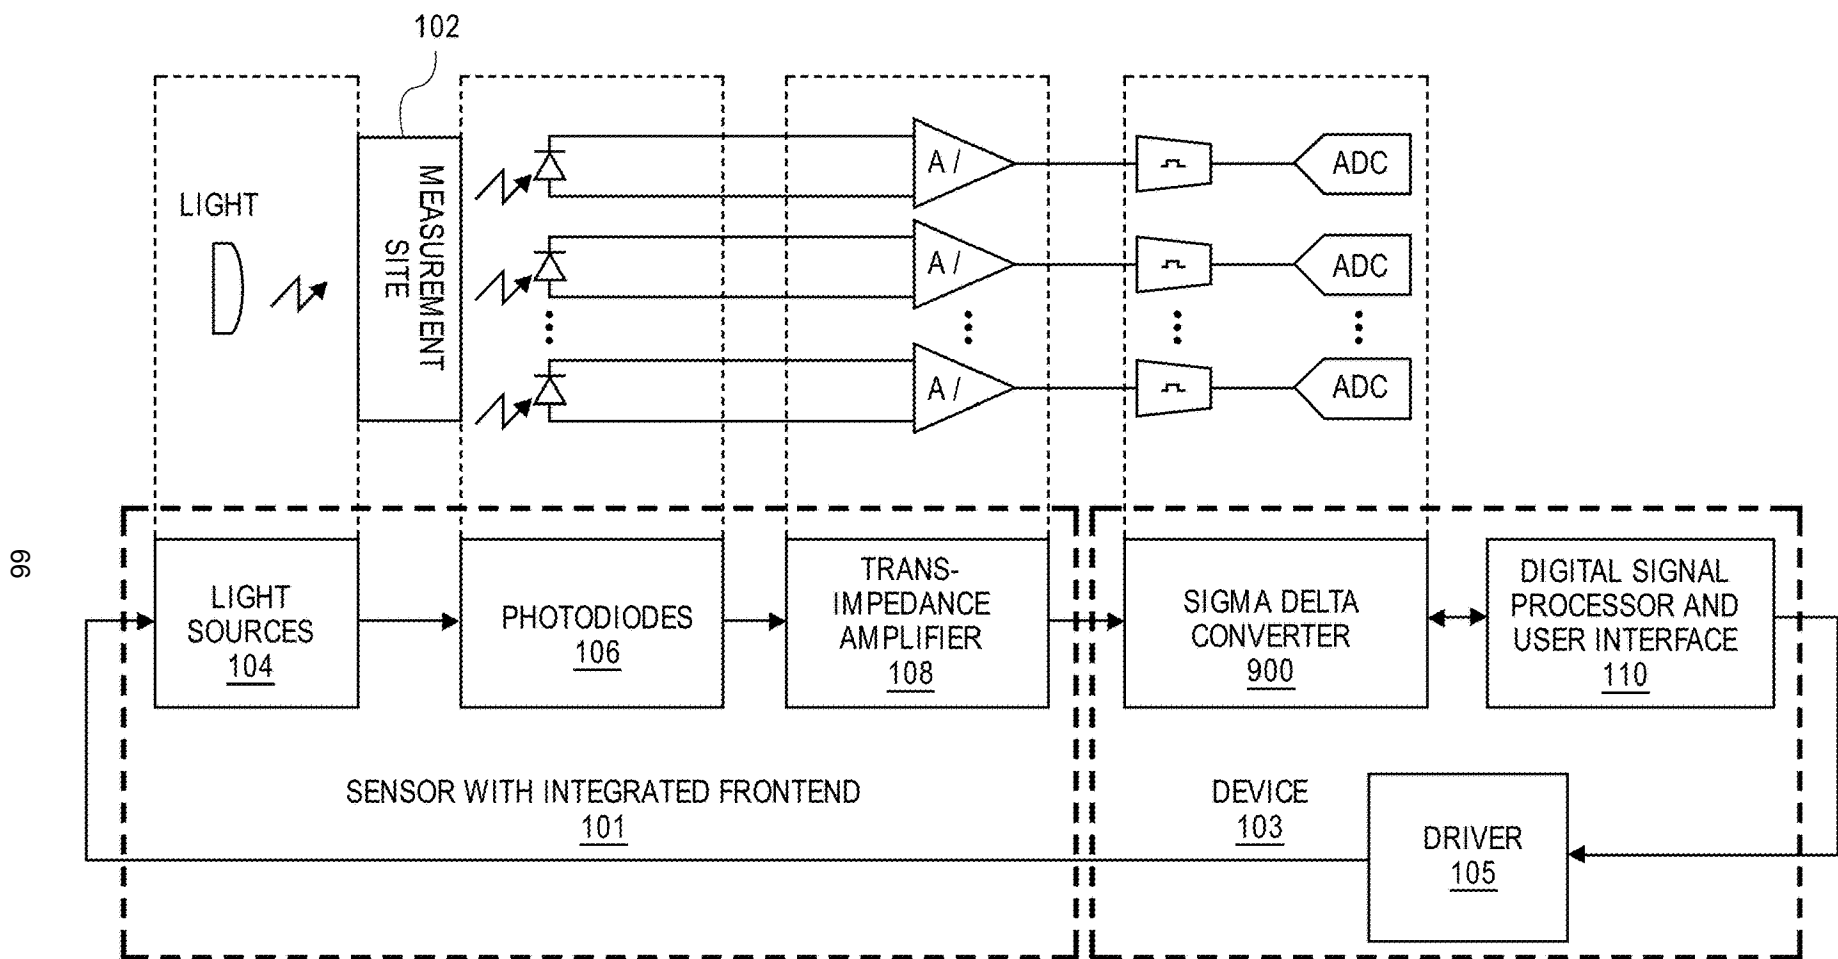 102
LIGHT
MEASUREMENT
SITE
A /
ADC
A /
ADC
A /
ADC
99
LIGHT
SOURCES
104
PHOTODIODES
106
TRANS-
IMPEDANCE
AMPLIFIER
108
SIGMA DELTA
CONVERTER
900
DIGITAL SIGNAL
PROCESSOR AND
USER INTERFACE
110
SENSOR WITH INTEGRATED FRONTEND
101
DEVICE
103
DRIVER
105